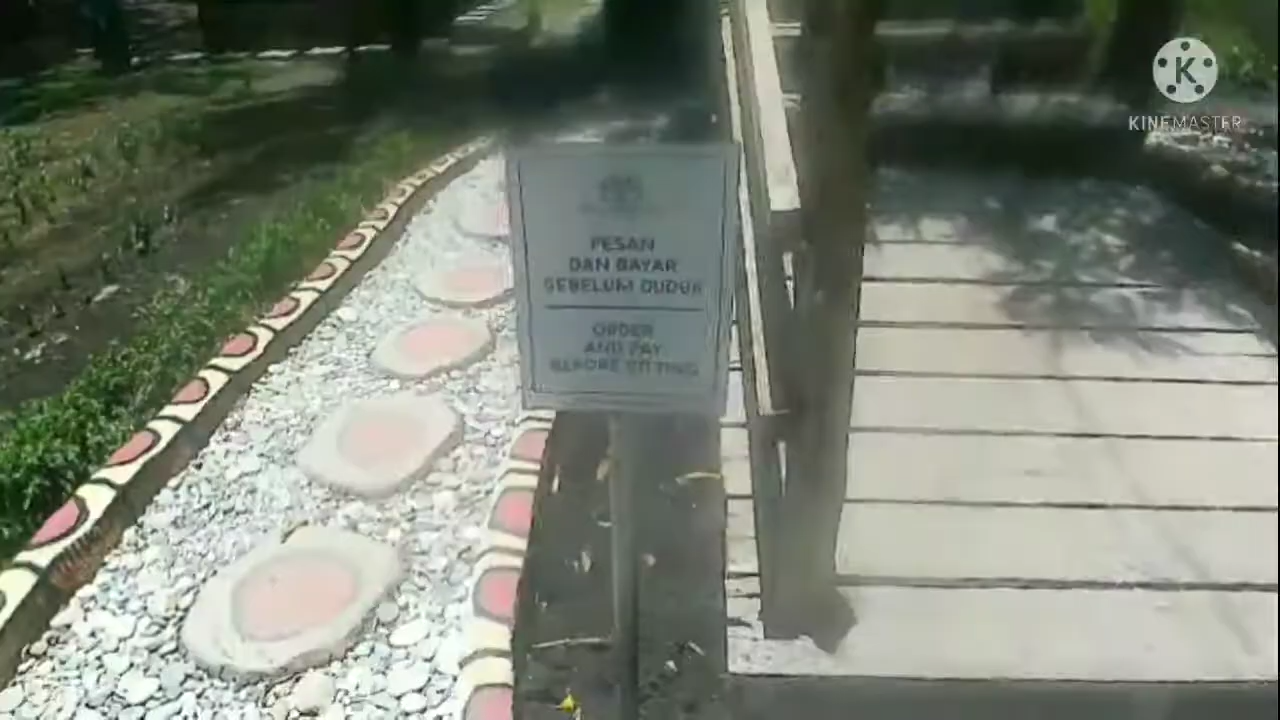 PESAN
DAN BAYAR
SEBELUM DUDUK
ORDER
AND PAY
BEFORE SITTING
K
KINEMASTER